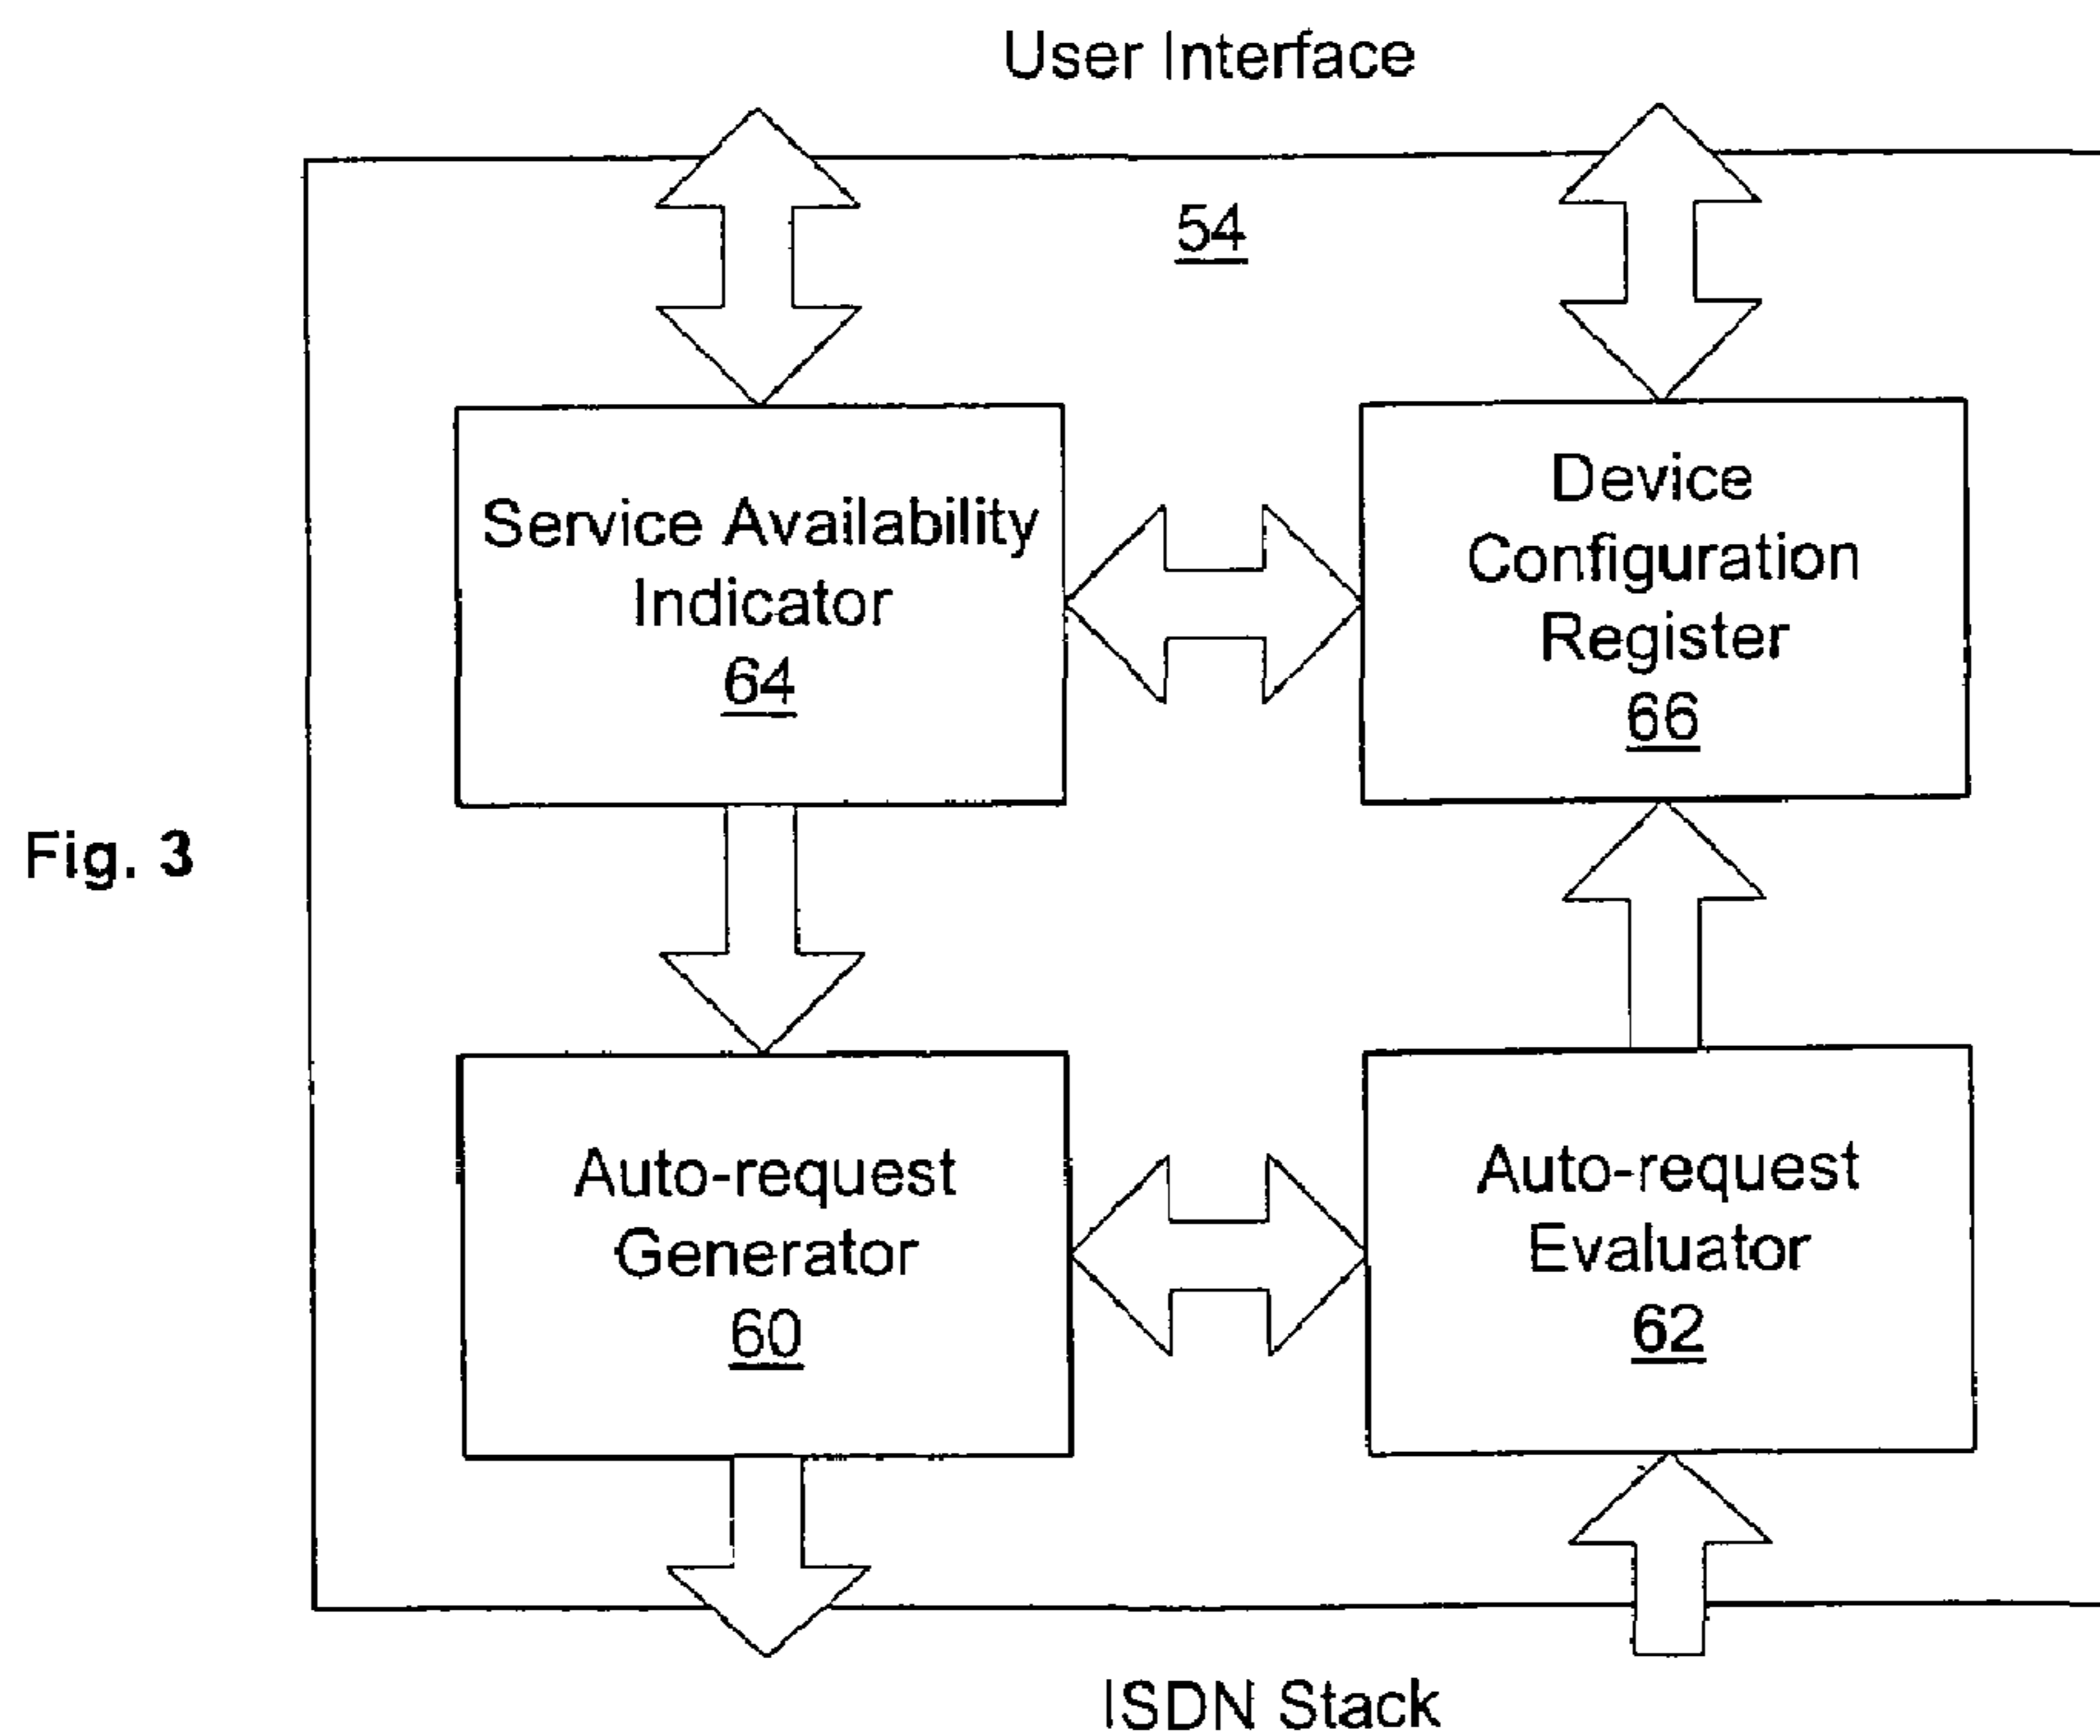 User Interface
54
Service Availability
Indicator
64
Device
Configuration
Register
66
Fig. 3
Auto-request
Generator
60
Auto-request
Evaluator
62
ISDN Stack